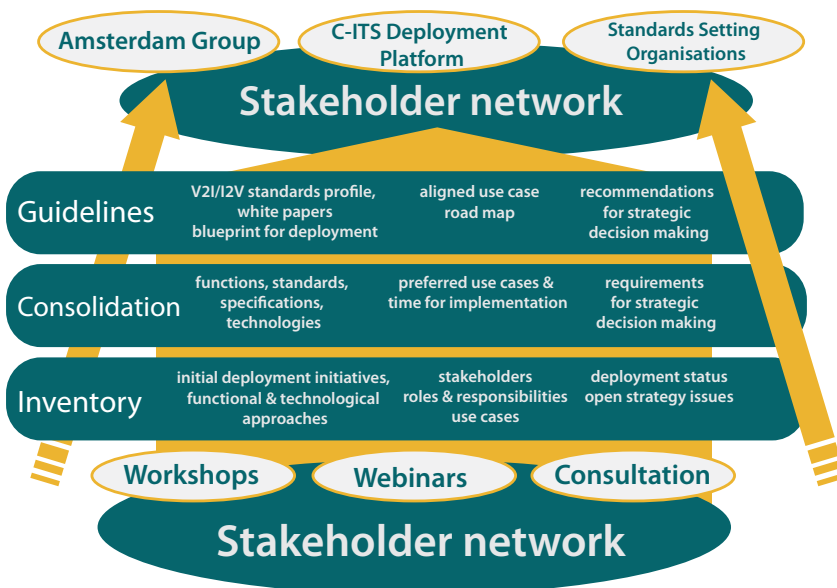 Amsterdam Group
C-ITS Deployment
Platform
Standards Setting
Organisations
Stakeholder network
Guidelines
V2I/I2V standards profile,
white papers
blueprint for deployment
aligned use case
road map
recommendations
for strategic
decision making
Consolidation
functions, standards,
specifications,
technologies
preferred use cases &
time for implementation
requirements
for strategic
decision making
Inventory
initial deployment initiatives,
functional & technological
approaches
stakeholders
roles & responsibilities
use cases
deployment status
open strategy issues
Workshops
Webinars
Consultation
Stakeholder network